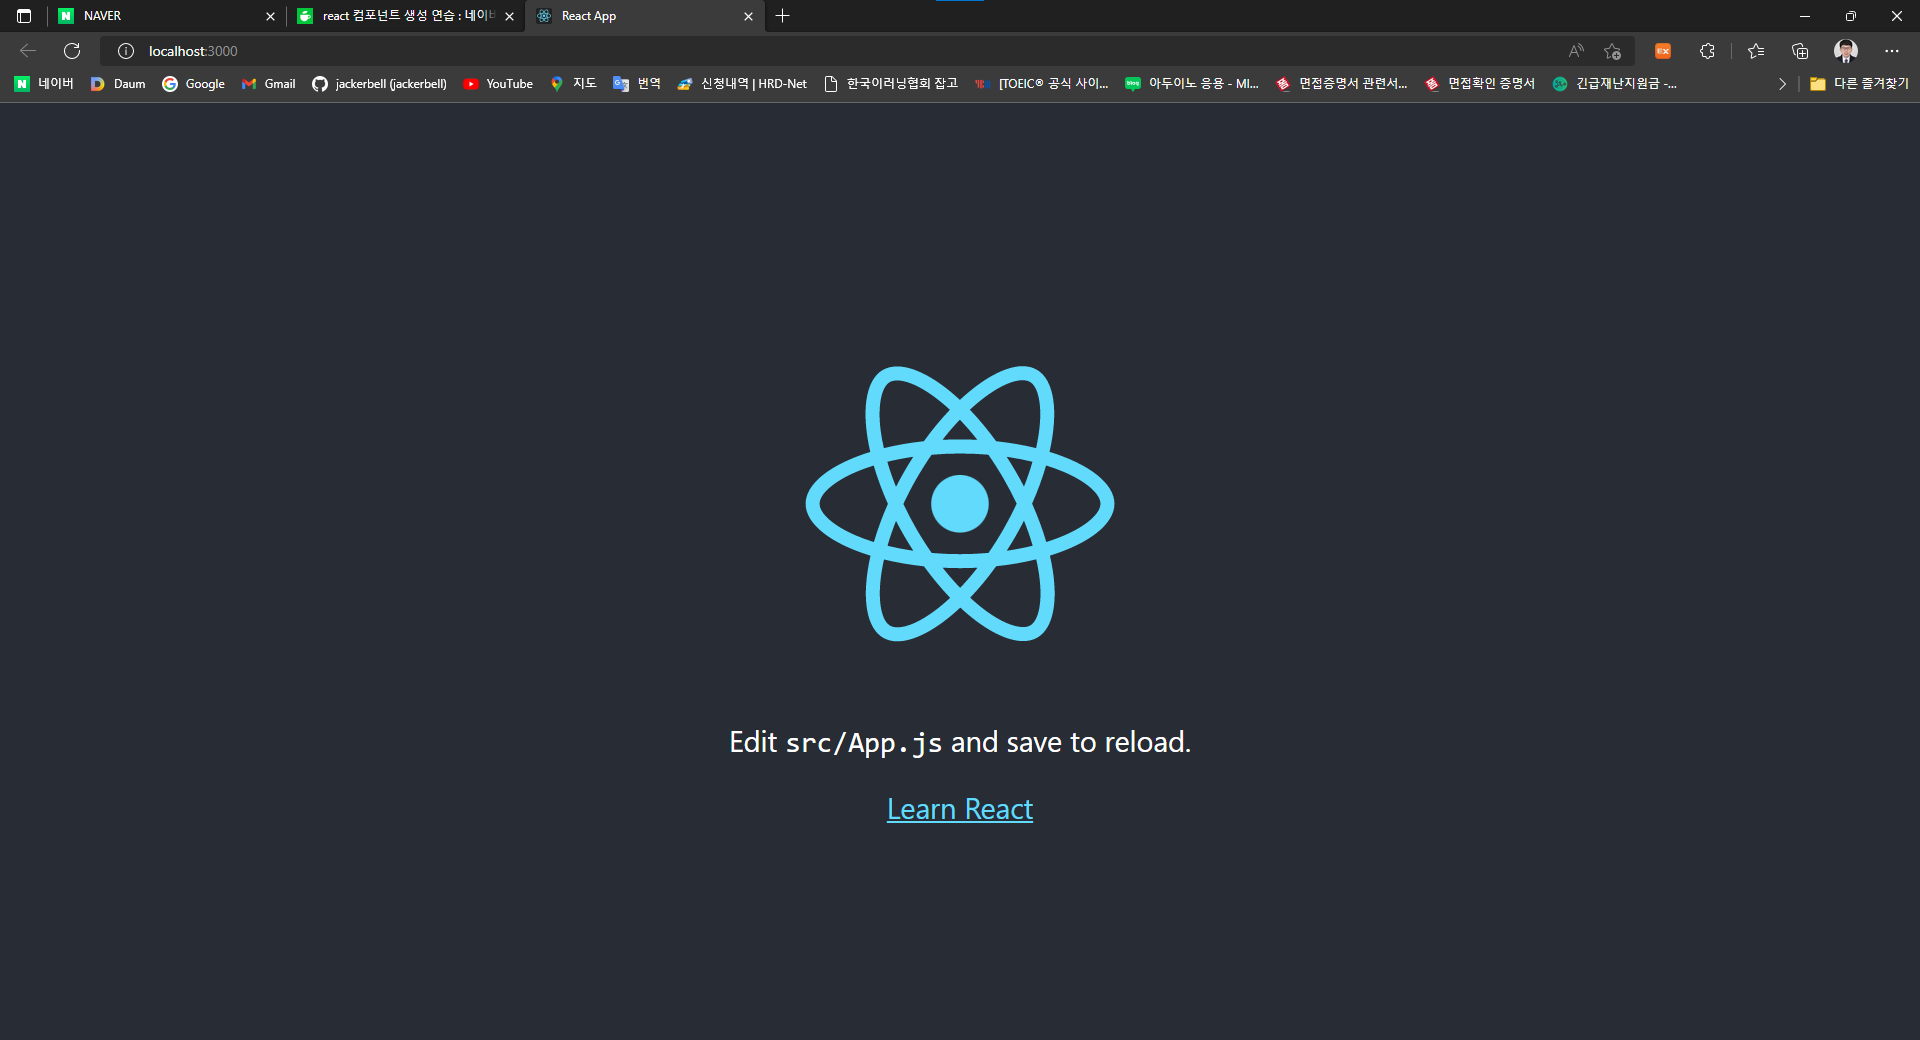 NAVER
react 컴포넌트 생성 연습 : 네이버
React App
localhost:3000
네이버
Daum
Google
Gmail
jackerbell (jackerbell)
YouTube
지도
번역
신청내역 | HRD-Net
한국이러닝협회 잡고
[TOEIC® 공식 사이...
아두이노 응용 - MI...
면접증명서 관련서...
면접확인 증명서
긴급재난지원금 -...
다른 즐겨찾기
Edit src/App.js and save to reload.
Learn React